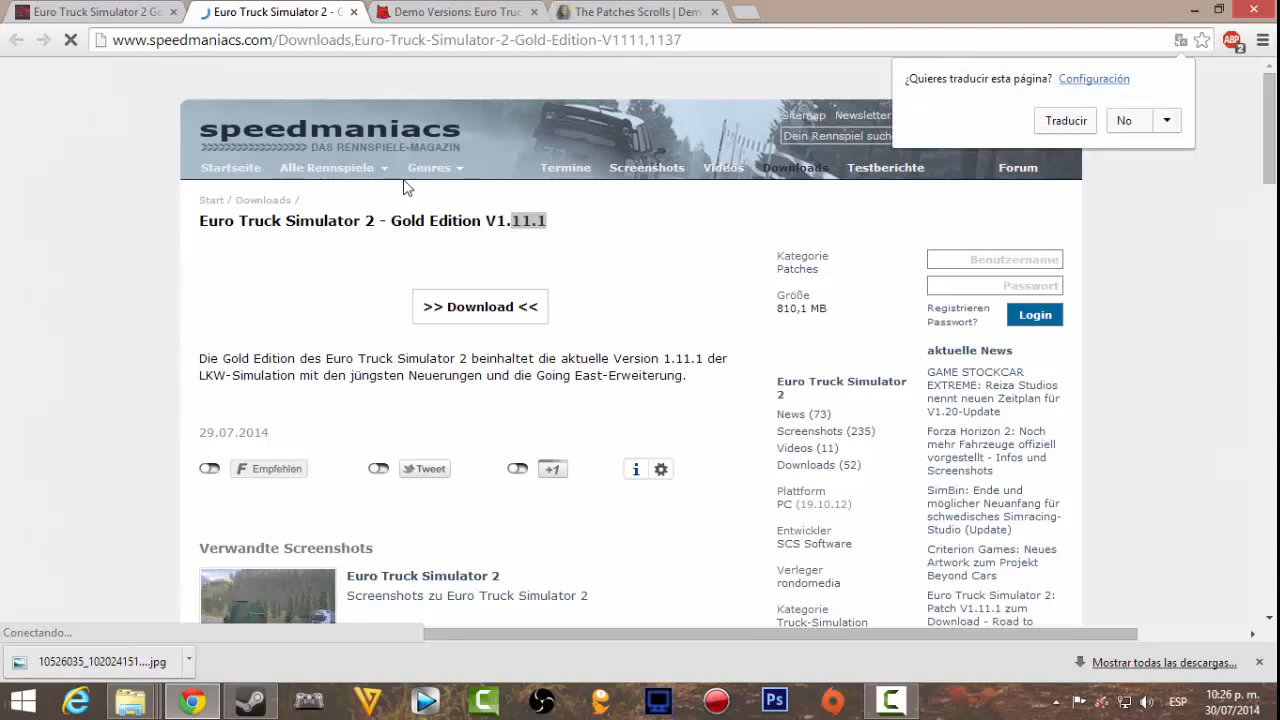 Euro Truck Simulator 2 Go
Euro Truck Simulator 2 - G
Demo Versions: Euro Truc
The Patches Scrolls | Dem
www.speedmaniacs.com/Downloads,Euro-Truck-Simulator-2-Gold-Edition-V1111,1137
ABP
2
¿Quieres traducir esta página? Configuración
Traducir
No
speedmaniacs
DAS RENNSPIELE-MAGAZIN
Sitemap Newsletter
Dein Rennspiel suche
Startseite Alle Rennspiele Genres Termine Screenshots Videos Downloads Testberichte Forum
Start / Downloads /
Euro Truck Simulator 2 - Gold Edition V1.11.1
>> Download <<
Die Gold Edition des Euro Truck Simulator 2 beinhaltet die aktuelle Version 1.11.1 der
LKW-Simulation mit den jüngsten Neuerungen und die Going East-Erweiterung.
29.07.2014
F Empfehlen
Tweet
+1
i
Verwandte Screenshots
Euro Truck Simulator 2
Screenshots zu Euro Truck Simulator 2
Kategorie
Patches
Größe
810,1 MB
Euro Truck Simulator
2
News (73)
Screenshots (235)
Videos (11)
Downloads (52)
Plattform
PC (19.10.12)
Entwickler
SCS Software
Verleger
rondomedia
Kategorie
Truck-Simulation
Benutzername
Passwort
Registrieren
Passwort?
Login
aktuelle News
GAME STOCKCAR
EXTREME: Reiza Studios
nennt neuen Zeitplan für
V1.20-Update
Forza Horizon 2: Noch
mehr Fahrzeuge offiziell
vorgestellt - Infos und
Screenshots
SimBin: Ende und
möglicher Neuanfang für
schwedisches Simracing-
Studio (Update)
Criterion Games: Neues
Artwork zum Projekt
Beyond Cars
Euro Truck Simulator 2:
Patch V1.11.1 zum
Download - Road to
Conectando...
10526035_102024151....jpg
Mostrar todas las descargas...
Ps
ESP
10:26 p. m.
30/07/2014